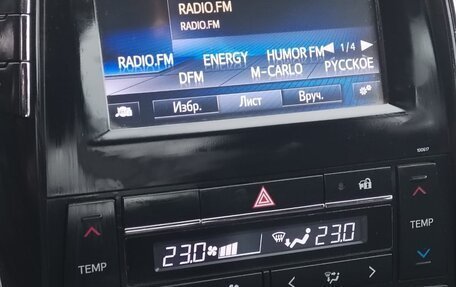 RADIO.FM
RADIO.FM
RADIO.FM ENERGY HUMOR FM 1/4
DFM M-CARLO РУССКОЕ
Избр. Лист Вруч.
100617
TEMP
23.0 23.0
TEMP